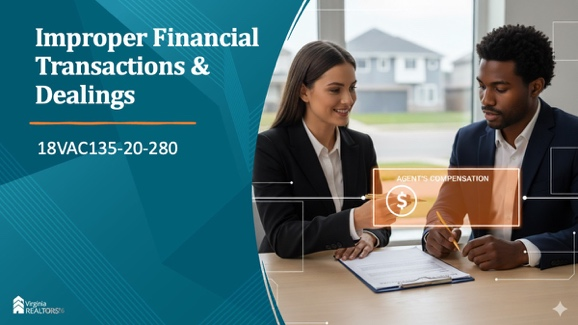 Improper Financial
Transactions &
Dealings
18VAC135-20-280
AGENT'S COMPENSATION
$
Virginia
REALTORS®